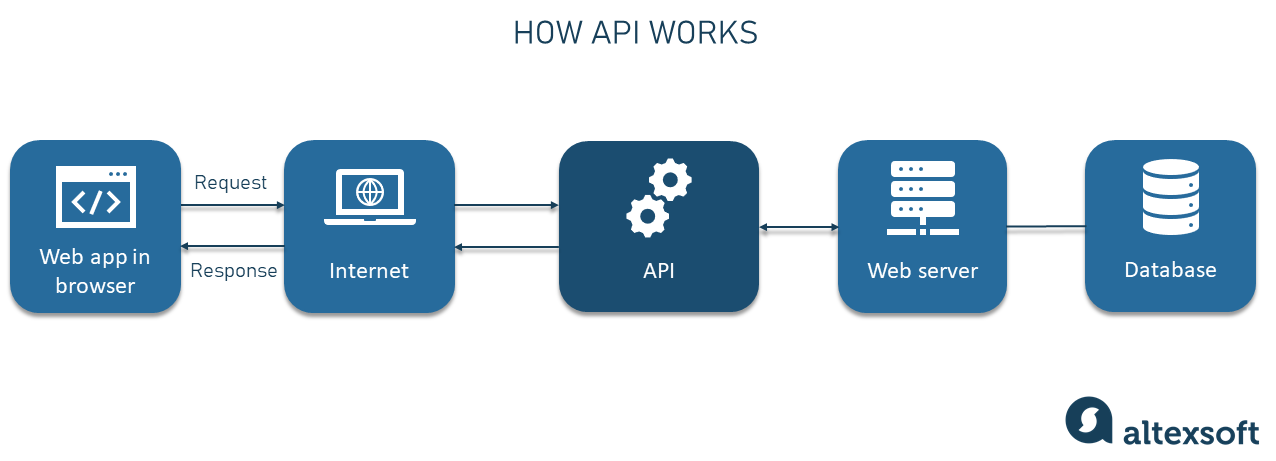 HOW API WORKS
Request
Response
Web app in
browser
Internet
API
Web server
Database
altexsoft